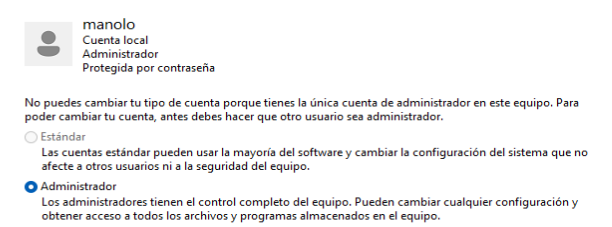 manolo
Cuenta local
Administrador
Protegida por contraseña
No puedes cambiar tu tipo de cuenta porque tienes la única cuenta de administrador en este equipo. Para
poder cambiar tu cuenta, antes debes hacer que otro usuario sea administrador.
Estándar
Las cuentas estándar pueden usar la mayoría del software y cambiar la configuración del sistema que no
afecte a otros usuarios ni a la seguridad del equipo.
Administrador
Los administradores tienen el control completo del equipo. Pueden cambiar cualquier configuración y
obtener acceso a todos los archivos y programas almacenados en el equipo.